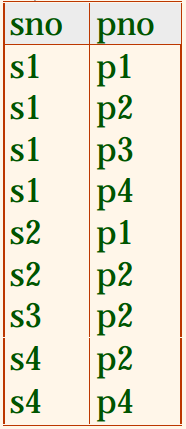 sno pno
s1 p1
s1 p2
s1 p3
s1 p4
s2 p1
s2 p2
s3 p2
s4 p2
s4 p4